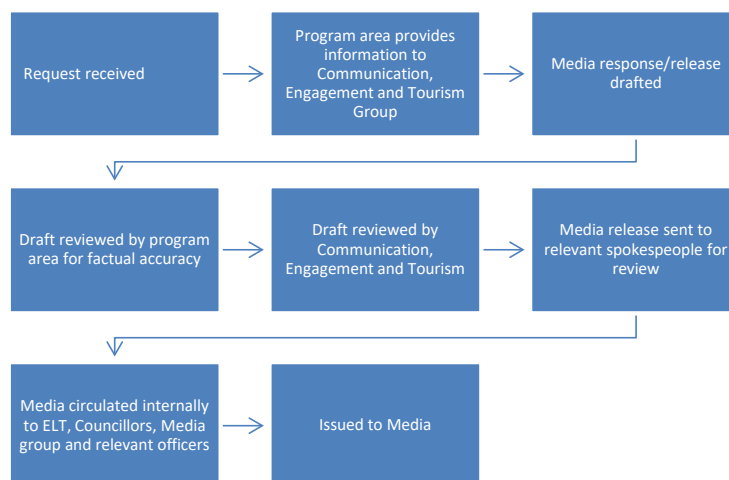 Request received
Program area provides
information to
Communication,
Engagement and Tourism
Group
Media response/release
drafted
Draft reviewed by program
area for factual accuracy
Draft reviewed by
Communication,
Engagement and Tourism
Media release sent to
relevant spokespeople for
review
Media circulated internally
to ELT, Councillors, Media
group and relevant officers
Issued to Media